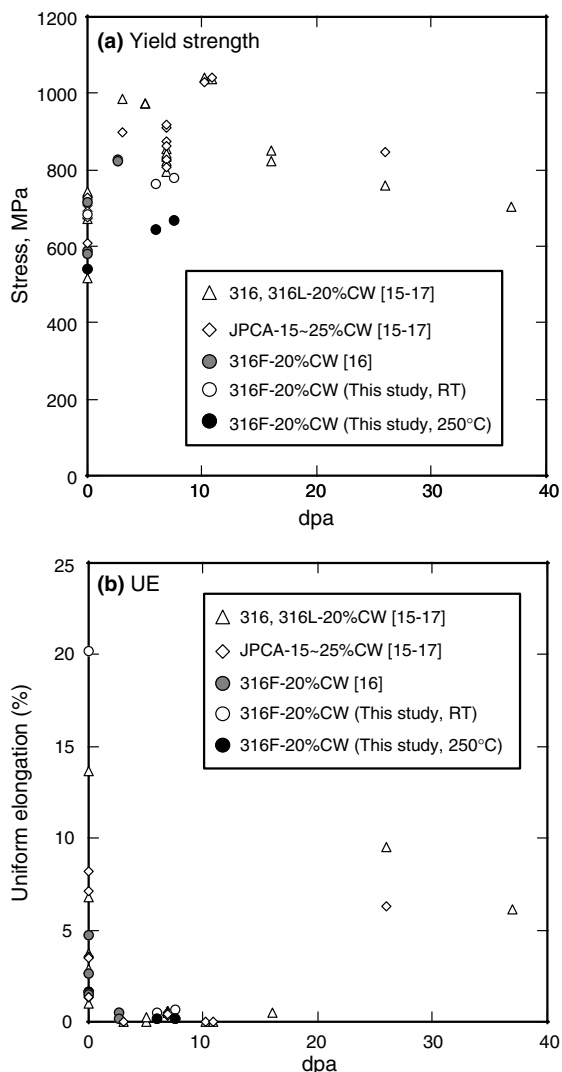 (a) Yield strength
1200
1000
800
600
400
200
0
Stress, MPa
316, 316L-20%CW [15-17]
JPCA-15~25%CW [15-17]
316F-20%CW [16]
316F-20%CW (This study, RT)
316F-20%CW (This study, 250°C)
0 10 20 30 40
dpa
(b) UE
25
20
15
10
5
0
Uniform elongation (%)
316, 316L-20%CW [15-17]
JPCA-15~25%CW [15-17]
316F-20%CW [16]
316F-20%CW (This study, RT)
316F-20%CW (This study, 250°C)
0 10 20 30 40
dpa